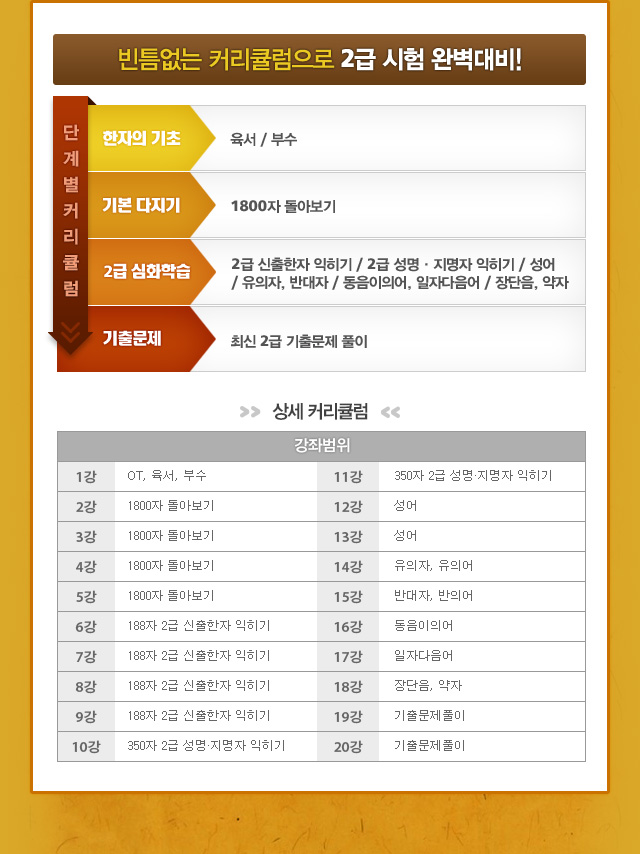 빈틈없는 커리큘럼으로 2급 시험 완벽대비!
단계별커리큘럼
한자의 기초
육서 / 부수
기본 다지기
1800자 돌아보기
2급 심화학습
2급 신출한자 익히기 / 2급 성명 · 지명자 익히기 / 성어
/ 유의자, 반대자 / 동음이의어, 일자다음어 / 장단음, 약자
기출문제
최신 2급 기출문제 풀이
상세 커리큘럼
강좌범위
1강 OT, 육서, 부수 11강 350자 2급 성명·지명자 익히기
2강 1800자 돌아보기 12강 성어
3강 1800자 돌아보기 13강 성어
4강 1800자 돌아보기 14강 유의자, 유의어
5강 1800자 돌아보기 15강 반대자, 반의어
6강 188자 2급 신출한자 익히기 16강 동음이의어
7강 188자 2급 신출한자 익히기 17강 일자다음어
8강 188자 2급 신출한자 익히기 18강 장단음, 약자
9강 188자 2급 신출한자 익히기 19강 기출문제풀이
10강 350자 2급 성명·지명자 익히기 20강 기출문제풀이